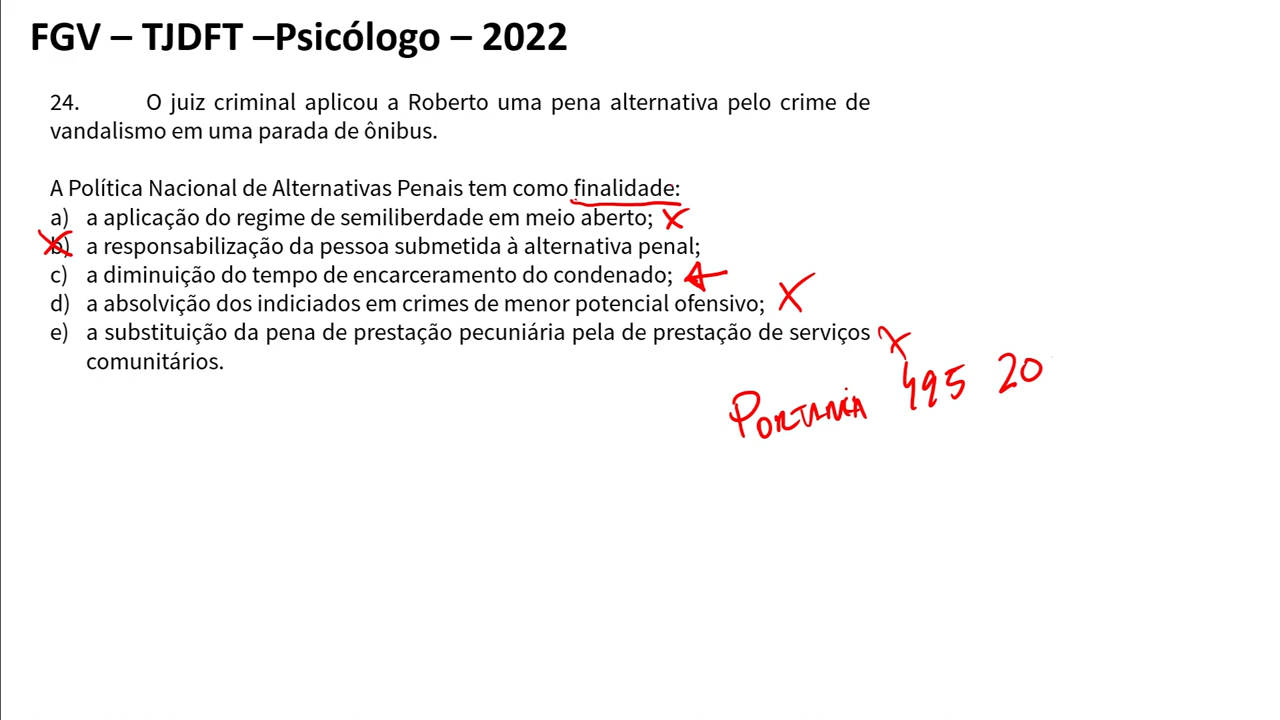 FGV – TJDFT –Psicólogo – 2022
24. O juiz criminal aplicou a Roberto uma pena alternativa pelo crime de
vandalismo em uma parada de ônibus.
A Política Nacional de Alternativas Penais tem como finalidade:
a) a aplicação do regime de semiliberdade em meio aberto;
b) a responsabilização da pessoa submetida à alternativa penal;
c) a diminuição do tempo de encarceramento do condenado;
d) a absolvição dos indiciados em crimes de menor potencial ofensivo;
e) a substituição da pena de prestação pecuniária pela de prestação de serviços
comunitários.
PORTARIA 495 20